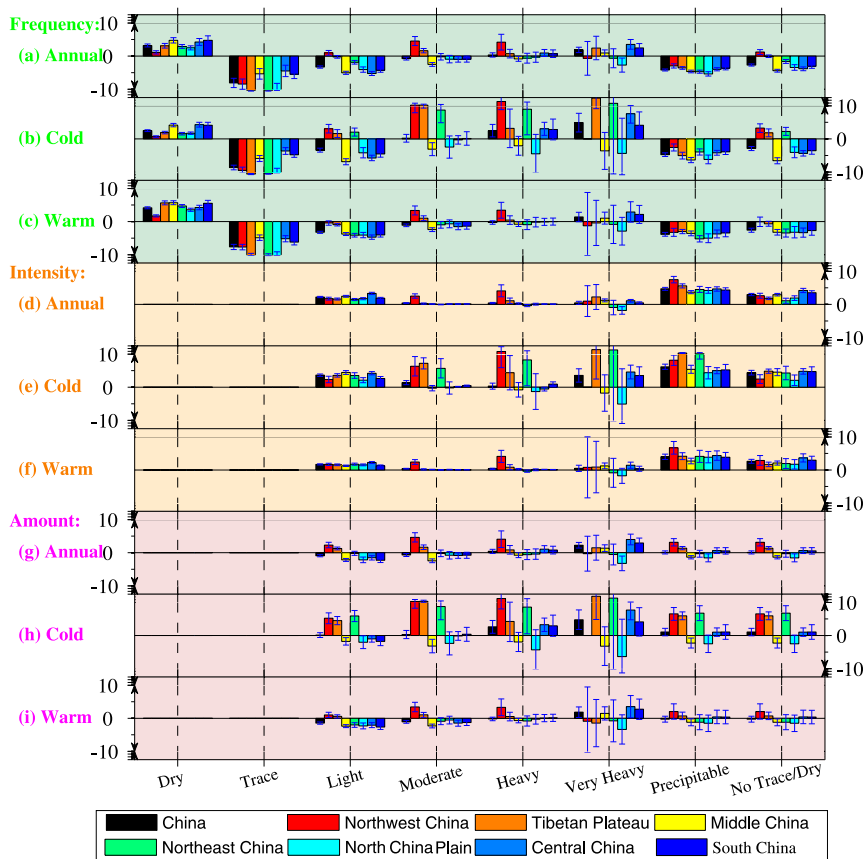 Frequency: 10
(a) Annual 0
-10
10
(b) Cold 0
-10
10
(c) Warm 0
-10
Intensity: 10
(d) Annual 0
-10
10
(e) Cold 0
-10
10
(f) Warm 0
-10
Amount: 10
(g) Annual 0
-10
10
(h) Cold 0
-10
10
(i) Warm 0
-10
Dry Trace Light Moderate Heavy Very Heavy Precipitable No Trace/Dry
China Northwest China Tibetan Plateau Middle China
Northeast China North China Plain Central China South China